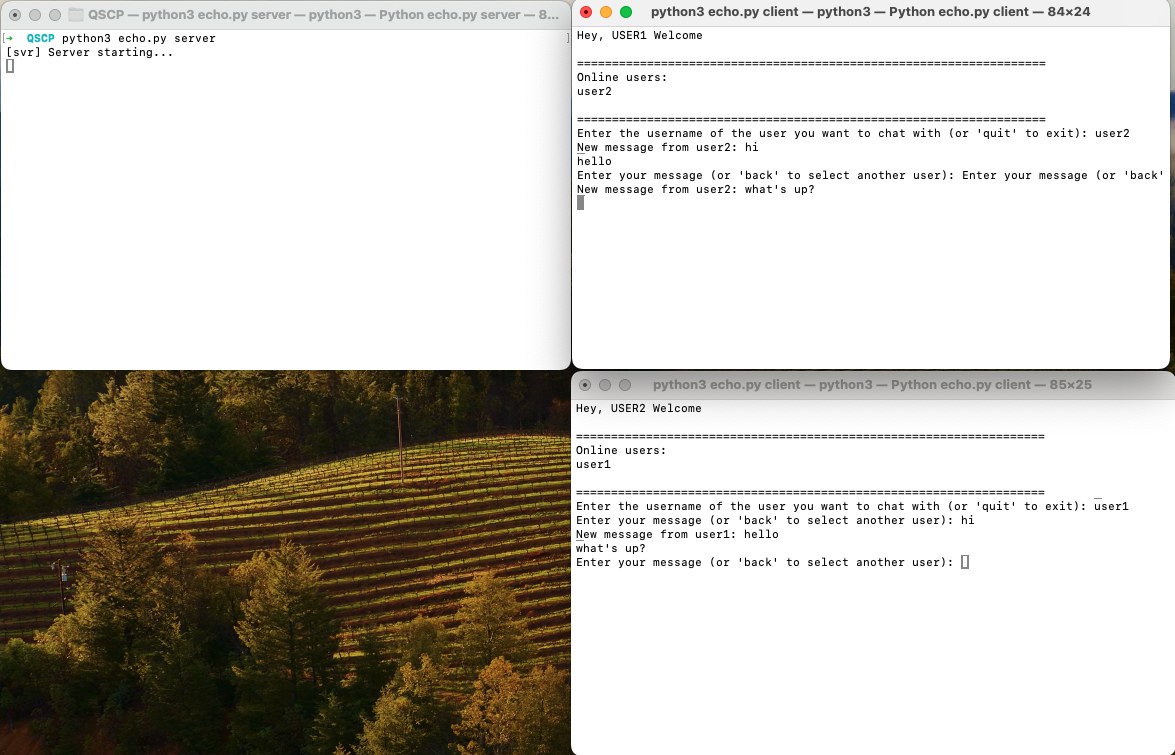 QSCP — python3 echo.py server — python3 — Python echo.py server — 8...
[→ QSCP python3 echo.py server ]
[svr] Server starting...
python3 echo.py client — python3 — Python echo.py client — 84×24
Hey, USER1 Welcome
===================================================================
Online users:
user2
===================================================================
Enter the username of the user you want to chat with (or 'quit' to exit): user2
New message from user2: hi
hello
Enter your message (or 'back' to select another user): Enter your message (or 'back'
New message from user2: what's up?
python3 echo.py client — python3 — Python echo.py client — 85×25
Hey, USER2 Welcome
===================================================================
Online users:
user1
===================================================================
Enter the username of the user you want to chat with (or 'quit' to exit): user1
Enter your message (or 'back' to select another user): hi
New message from user1: hello
what's up?
Enter your message (or 'back' to select another user):